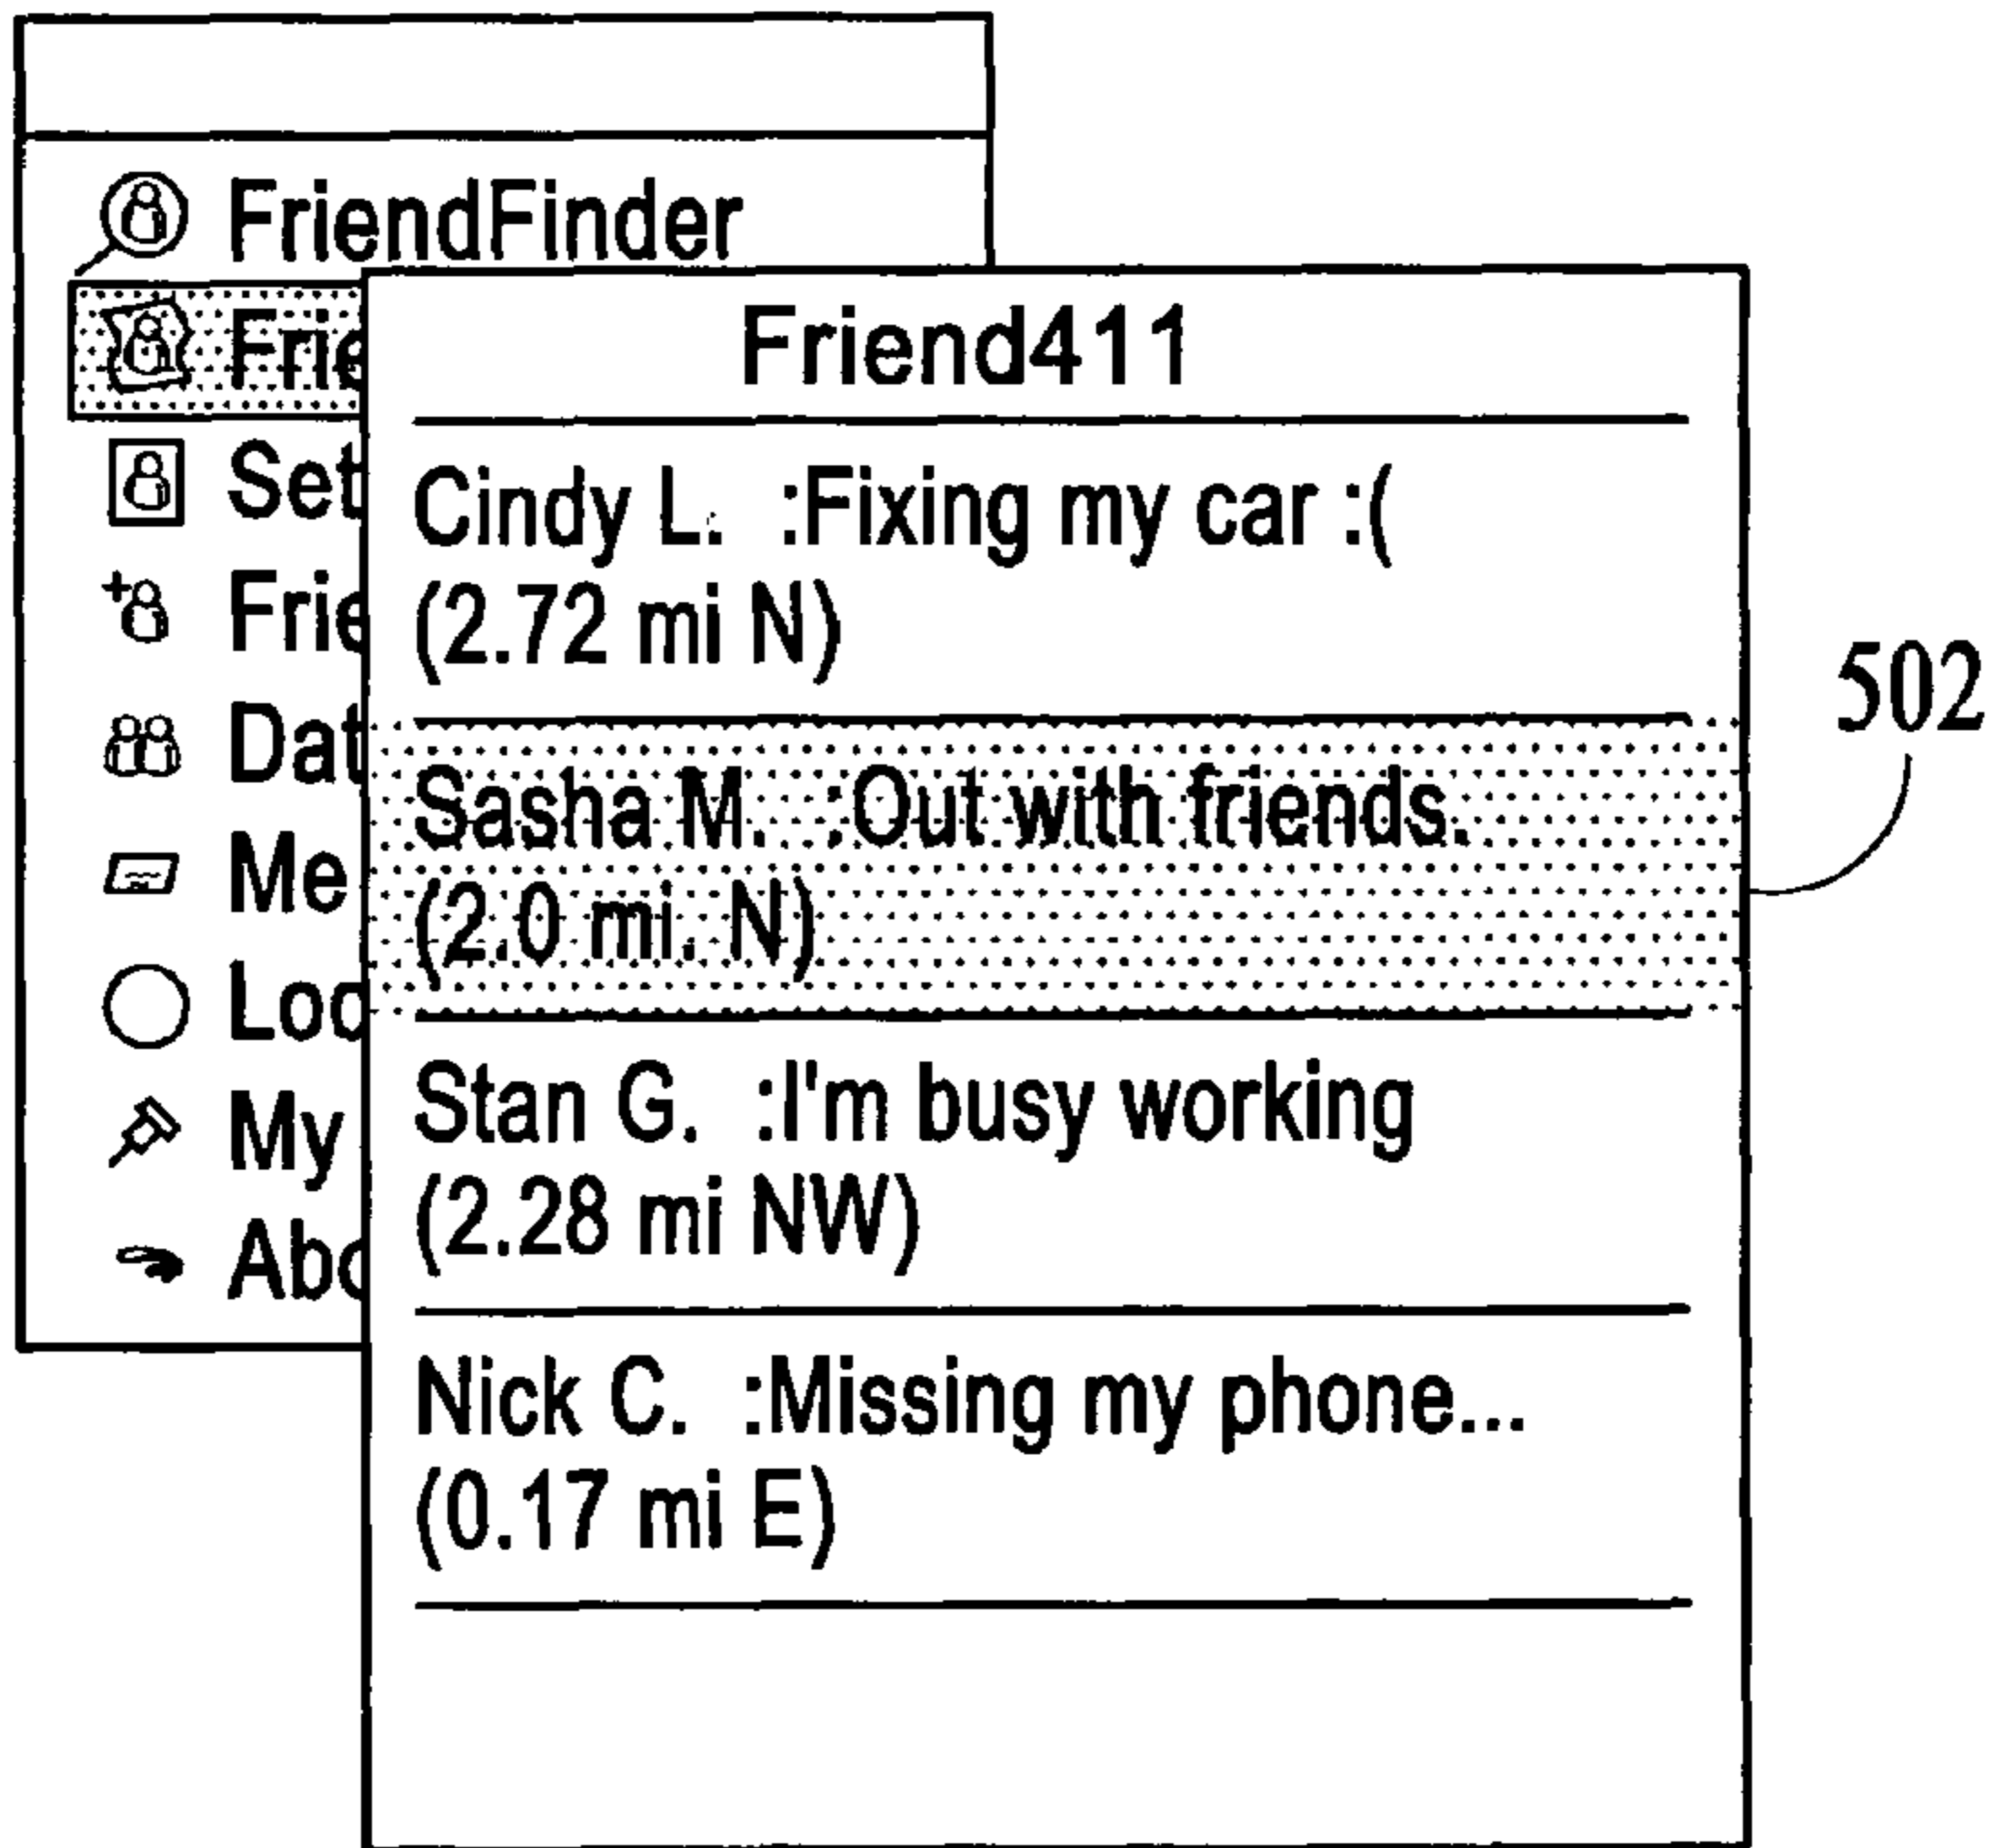 FriendFinder
Frie
Set
Frie
Dat
Me
Loc
My
Abo
Friend411
Cindy L. :Fixing my car :(
(2.72 mi N)
Sasha M. :Out with friends.
(2.0 mi. N)
Stan G. :I'm busy working
(2.28 mi NW)
Nick C. :Missing my phone...
(0.17 mi E)
502